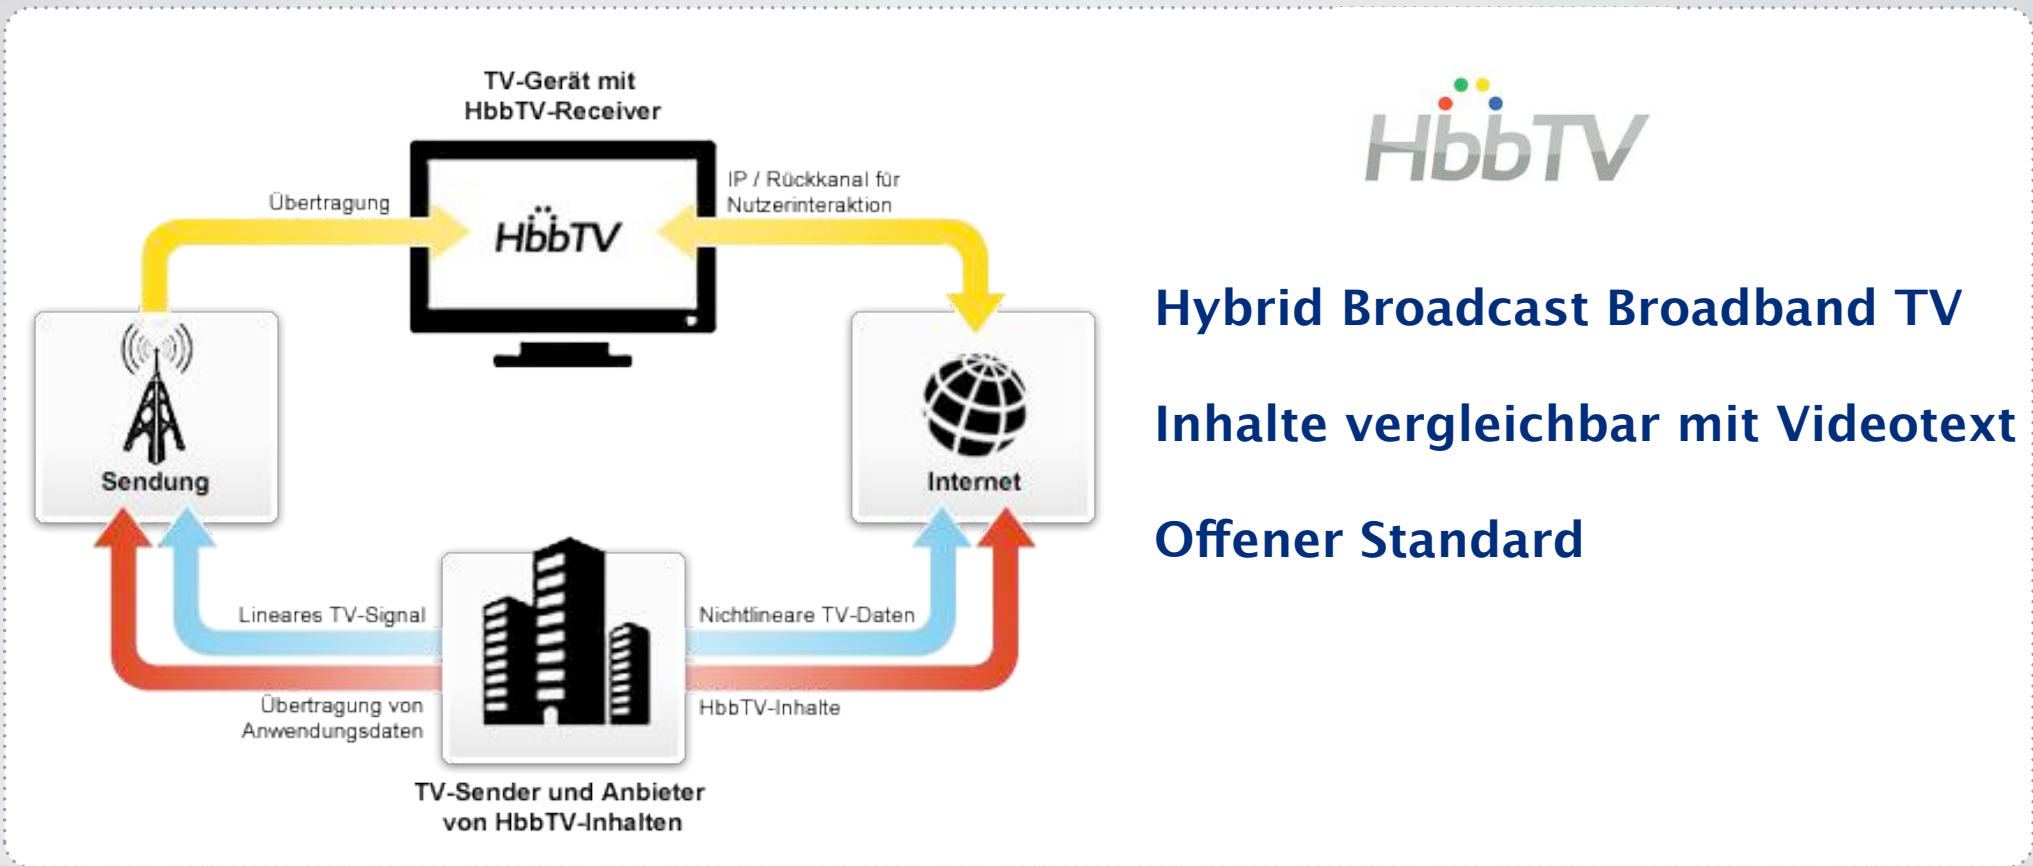 TV-Gerät mit
HbbTV-Receiver
Übertragung
IP / Rückkanal für
Nutzerinteraktion
HbbTV
Sendung
Internet
Lineares TV-Signal
Nichtlineare TV-Daten
Übertragung von
Anwendungsdaten
HbbTV-Inhalte
TV-Sender und Anbieter
von HbbTV-Inhalten
HbbTV
Hybrid Broadcast Broadband TV
Inhalte vergleichbar mit Videotext
Offener Standard